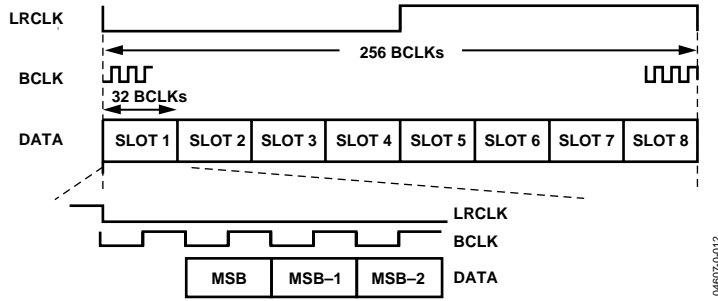 LRCLK
256 BCLKs
BCLK
32 BCLKs
DATA
SLOT 1 SLOT 2 SLOT 3 SLOT 4 SLOT 5 SLOT 6 SLOT 7 SLOT 8
LRCLK
BCLK
MSB MSB–1 MSB–2 DATA
04607-0-012